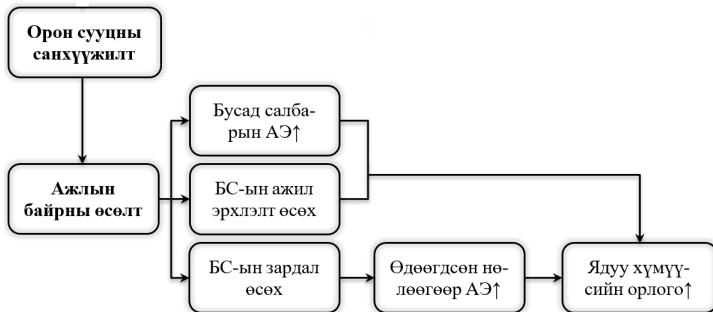 Орон сууцны
санхүүжилт
Ажлын
байрны өсөлт
Бусад салба-
рын АЭ↑
БС-ын ажил
эрхлэлт өсөх
БС-ын зардал
өсөх
Өдөөгдсөн нө-
лөөгөөр АЭ↑
Ядуу хүмүү-
сийн орлого↑